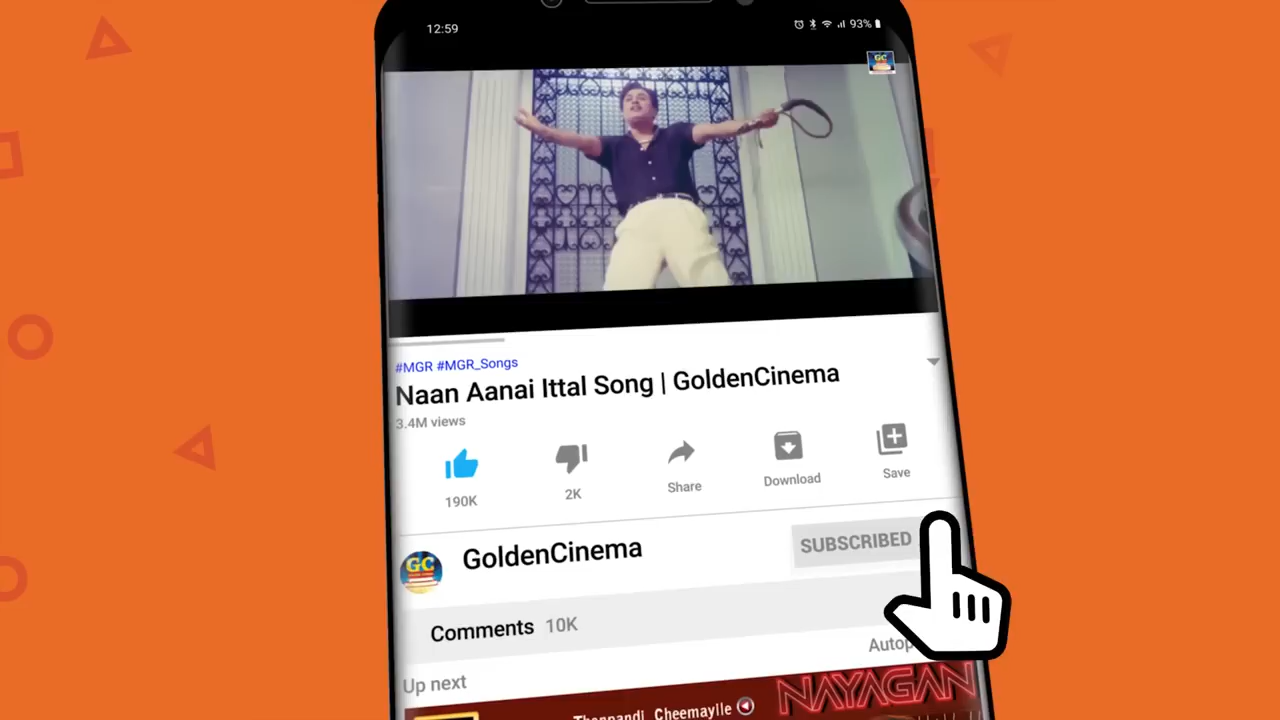 12:59
93%
GC
#MGR #MGR_Songs
Naan Aanai Ittal Song | GoldenCinema
3.4M views
190K
2K
Share
Download
Save
GC
GoldenCinema
SUBSCRIBED
Comments 10K
Autop
Up next
NAYAGAN
Thenpandi Cheemaylle